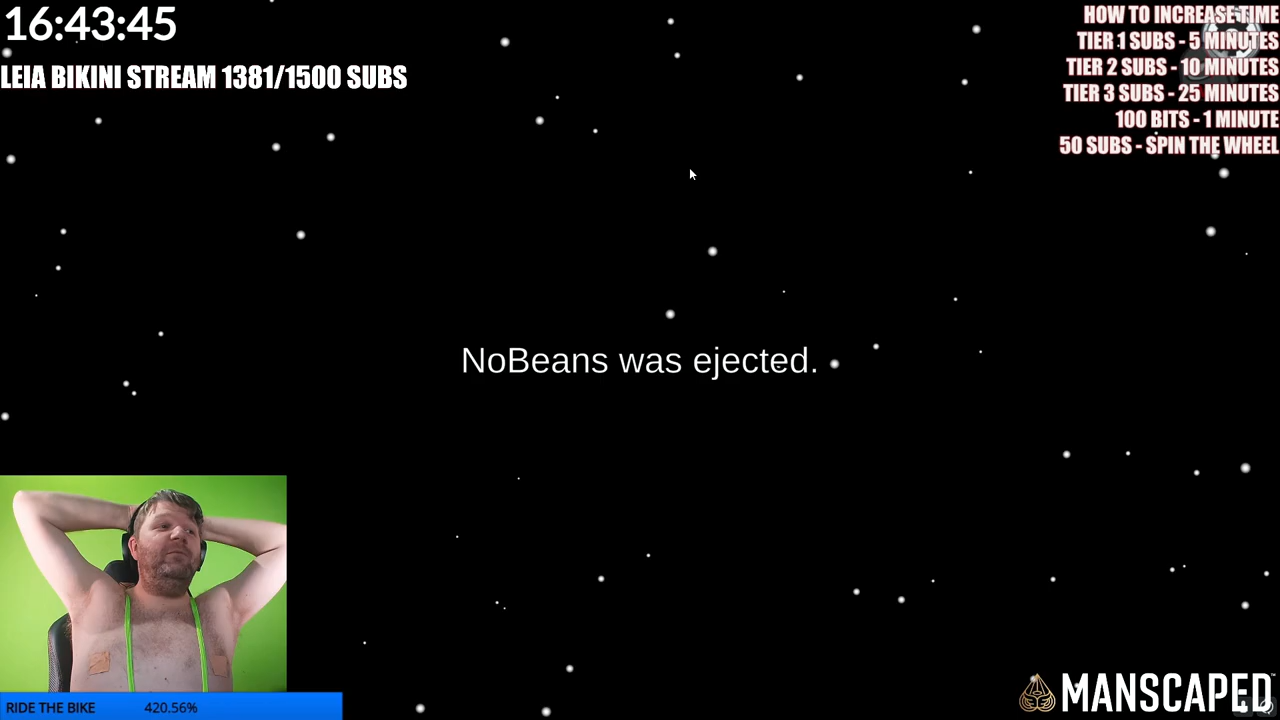 16:43:45
LEIA BIKINI STREAM 1381/1500 SUBS
HOW TO INCREASE TIME
TIER 1 SUBS - 5 MINUTES
TIER 2 SUBS - 10 MINUTES
TIER 3 SUBS - 25 MINUTES
100 BITS - 1 MINUTE
50 SUBS - SPIN THE WHEEL
NoBeans was ejected.
RIDE THE BIKE 420.56%
MANSCAPED